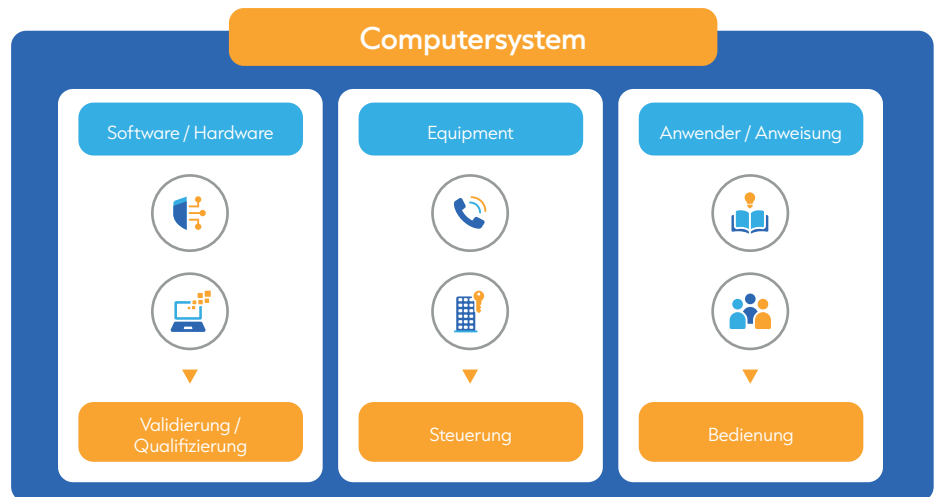 Computersystem
Software / Hardware
Equipment
Anwender / Anweisung
Validierung /
Qualifizierung
Steuerung
Bedienung